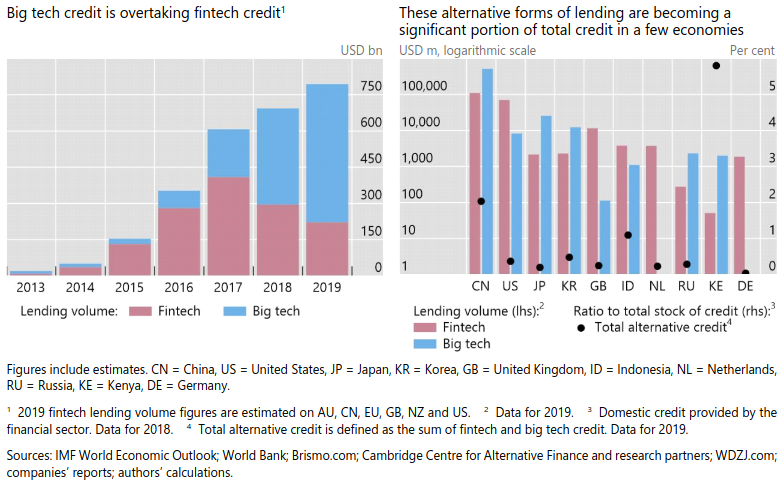 Big tech credit is overtaking fintech credit¹
USD bn
750
600
450
300
150
0
2013 2014 2015 2016 2017 2018 2019
Lending volume: Fintech Big tech
These alternative forms of lending are becoming a
significant portion of total credit in a few economies
USD m, logarithmic scale Per cent
100,000 5
10,000 4
1,000 3
100 2
10 1
1 0
CN US JP KR GB ID NL RU KE DE
Lending volume (lhs):² Ratio to total stock of credit (rhs):³
Fintech Total alternative credit⁴
Big tech
Figures include estimates. CN = China, US = United States, JP = Japan, KR = Korea, GB = United Kingdom, ID = Indonesia, NL = Netherlands,
RU = Russia, KE = Kenya, DE = Germany.
¹ 2019 fintech lending volume figures are estimated on AU, CN, EU, GB, NZ and US. ² Data for 2019. ³ Domestic credit provided by the
financial sector. Data for 2018. ⁴ Total alternative credit is defined as the sum of fintech and big tech credit. Data for 2019.
Sources: IMF World Economic Outlook; World Bank; Brismo.com; Cambridge Centre for Alternative Finance and research partners; WDZJ.com;
companies' reports; authors' calculations.